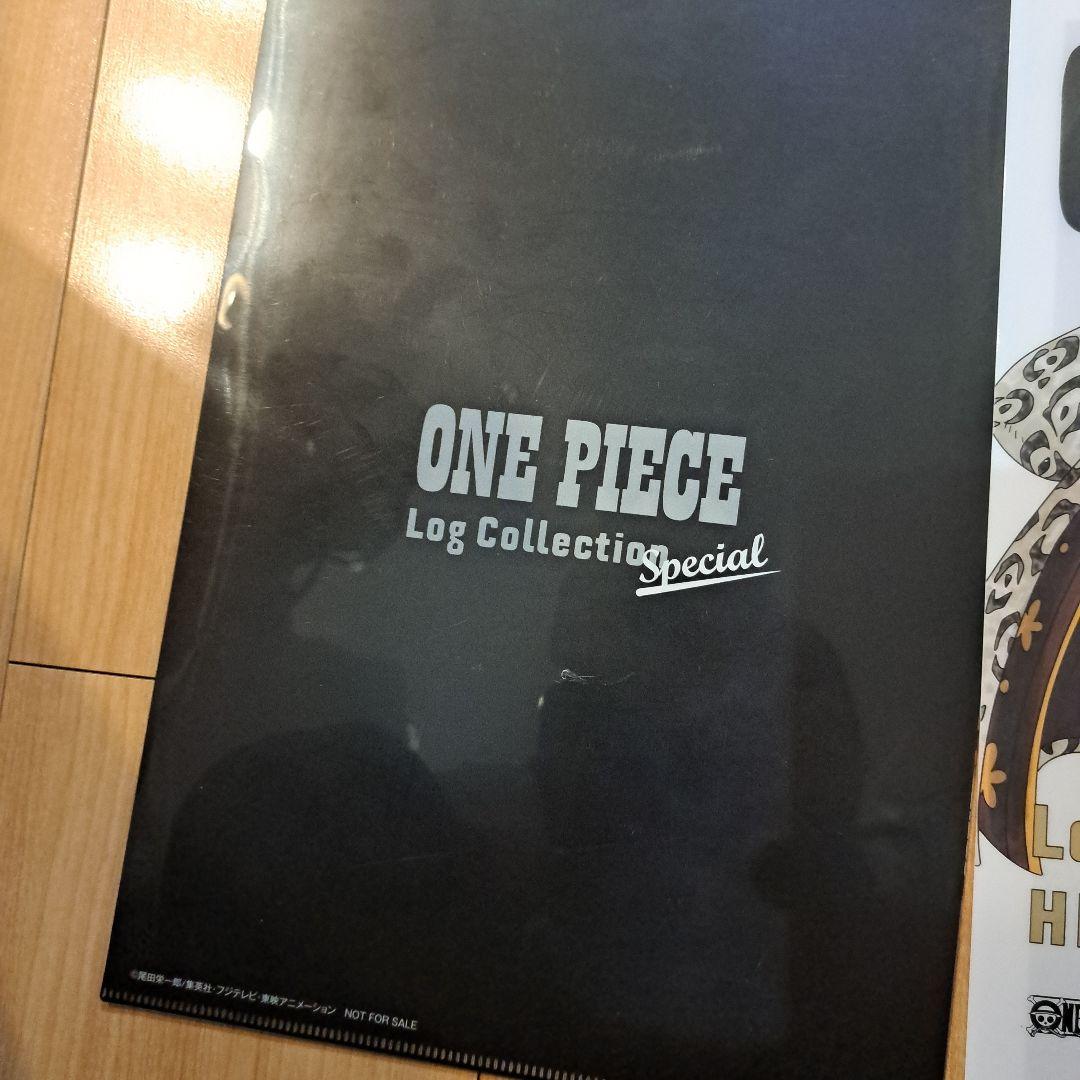 ONE PIECE
Log Collection
Special
©尾田栄一郎/集英社・フジテレビ・東映アニメーション NOT FOR SALE